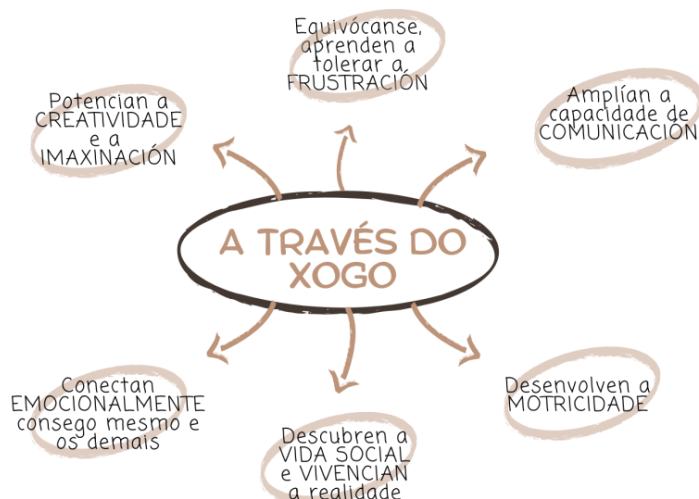 Equivócanse,
aprenden a
tolerar a
FRUSTRACIÓN
Potencian a
CREATIVIDADE
e a
IMAXINACIÓN
Amplían a
capacidade de
COMUNICACIÓN
A TRAVÉS DO
XOGO
Conectan
EMOCIONALMENTE
consego mesmo e
os demais
Descubren a
VIDA SOCIAL
e VIVENCIAN
a realidade
Desenvolven a
MOTRICIDADE